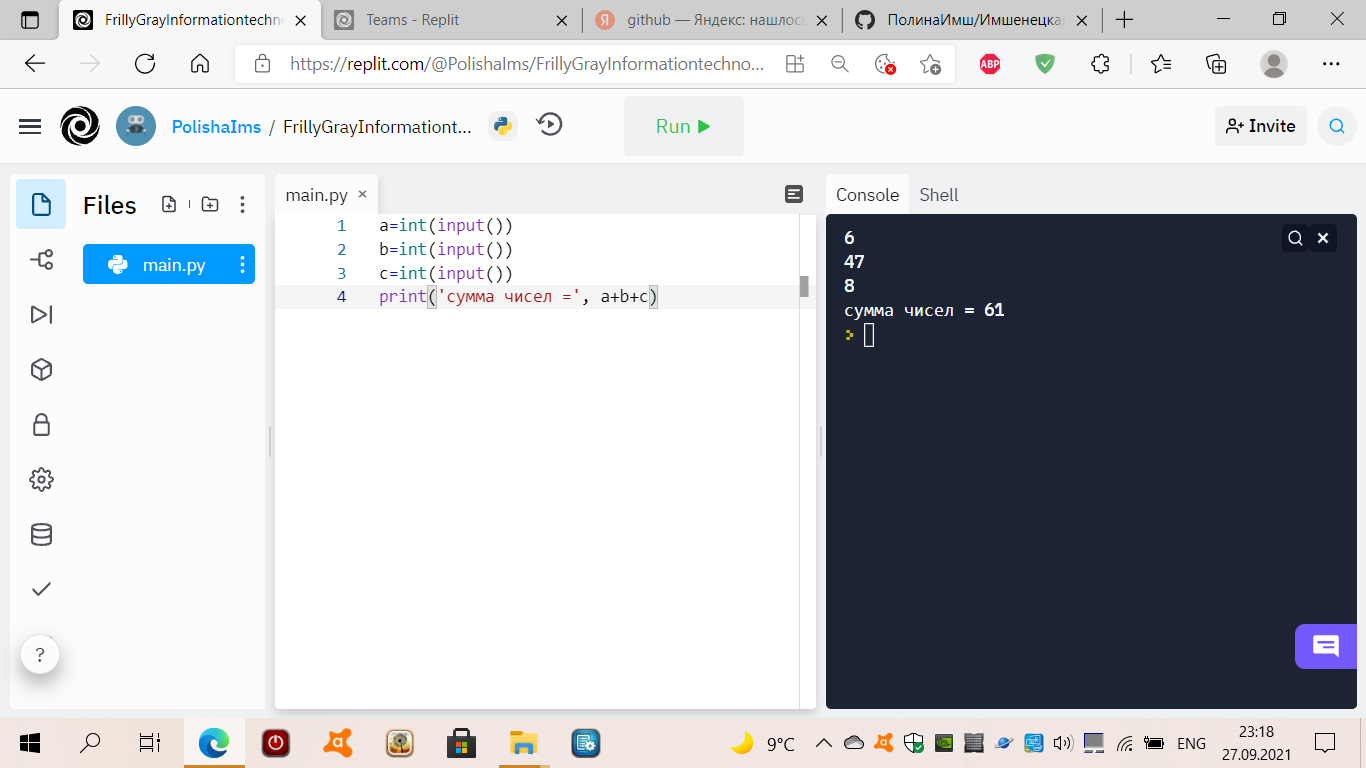 FrillyGrayInformationtechno
Teams - Replit
Я github — Яндекс: нашлось
ПолинаИмш/Имшенецкая
https://replit.com/@PolishaIms/FrillyGrayInformationtechno...
ABP
PolishaIms / FrillyGrayInformationt...
Run
Invite
Files
main.py
main.py ×
1 a=int(input())
2 b=int(input())
3 c=int(input())
4 print('сумма чисел =', a+b+c)
Console Shell
6
47
8
сумма чисел = 61
>
?
9°C
ENG
23:18
27.09.2021